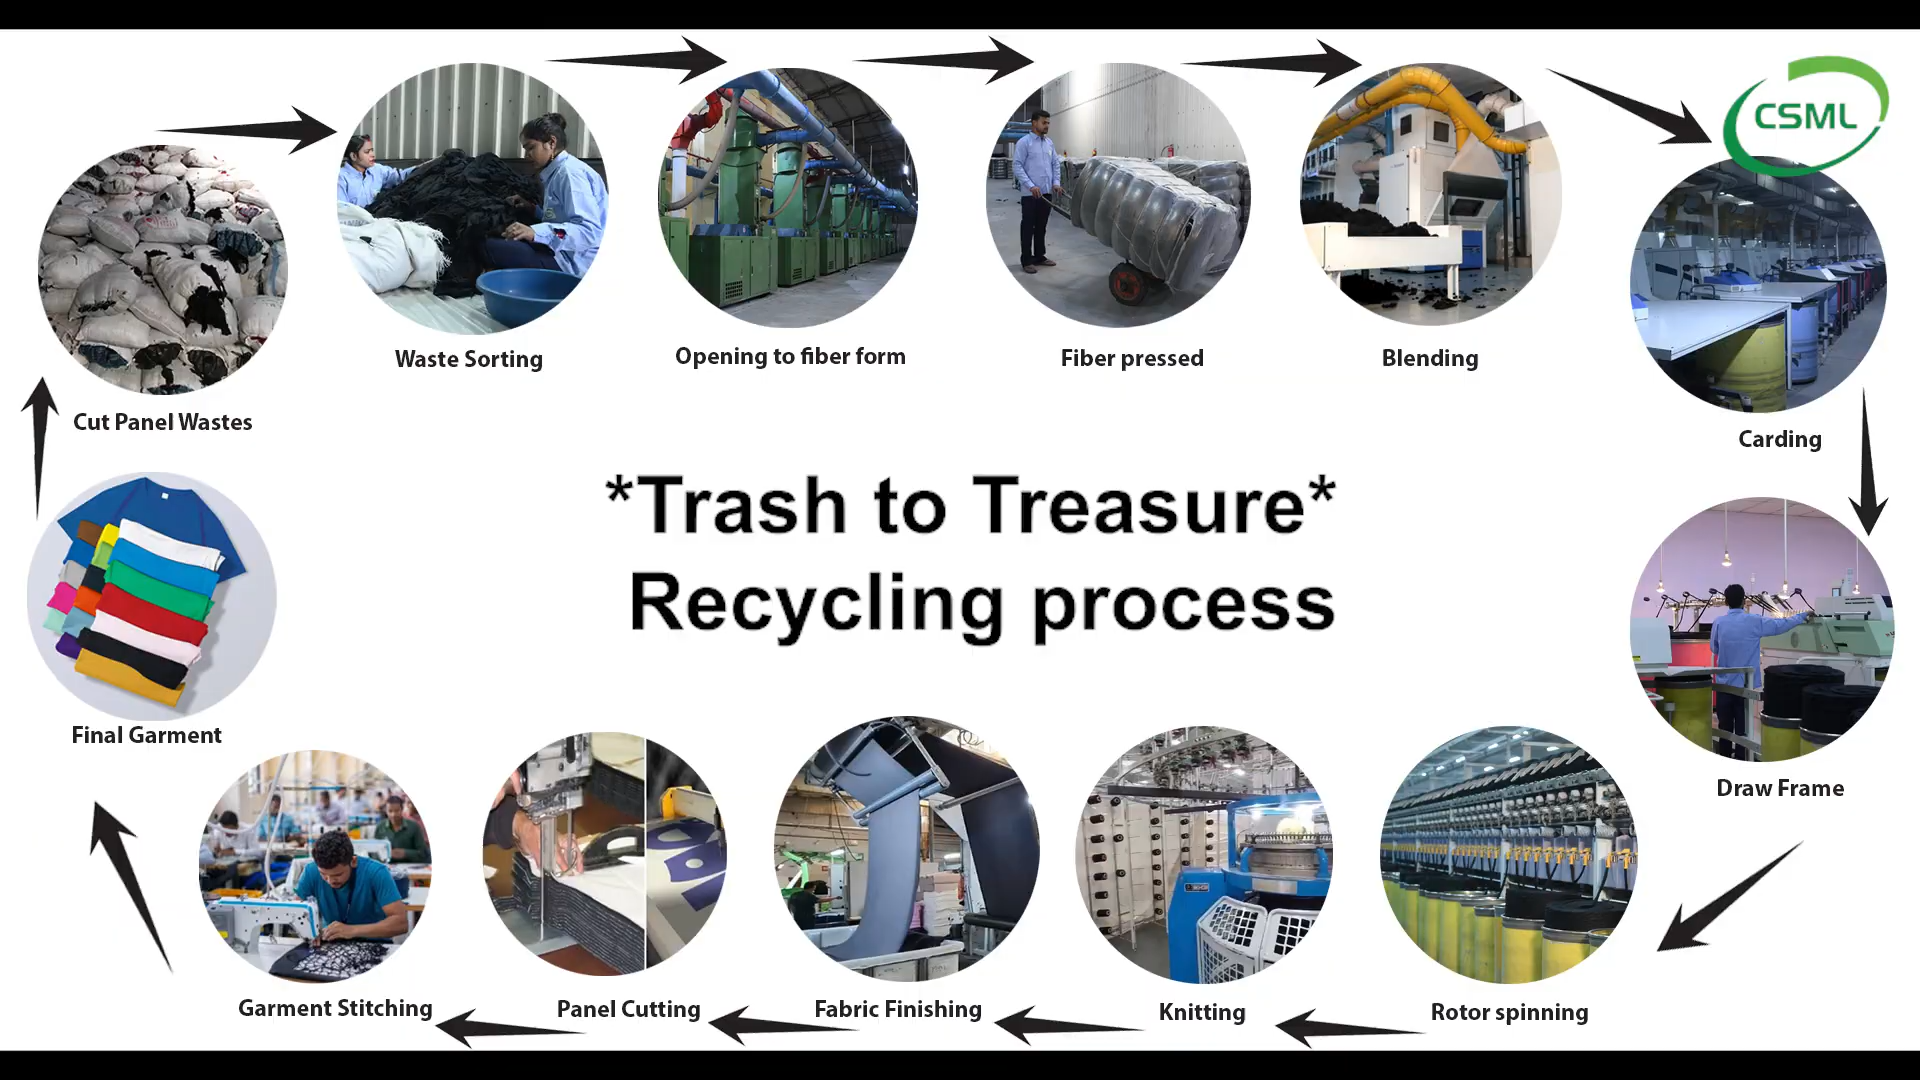 CSML
Cut Panel Wastes
Waste Sorting
Opening to fiber form
Fiber pressed
Blending
Carding
*Trash to Treasure*
Recycling process
Draw Frame
Rotor spinning
Knitting
Fabric Finishing
Panel Cutting
Garment Stitching
Final Garment